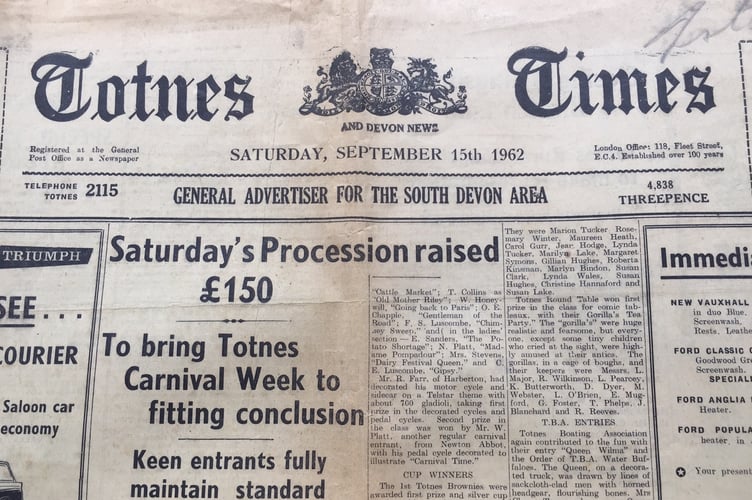 Totnes Times
AND DEVON NEWS
Registered at the General
Post Office as a Newspaper
SATURDAY, SEPTEMBER 15th 1962
London Office: 118, Fleet Street,
E.C.4. Established over 100 years
TELEPHONE
TOTNES 2115
GENERAL ADVERTISER FOR THE SOUTH DEVON AREA
4,838
THREEPENCE
TRIUMPH
SEE...
COURIER
Saloon car
economy
Saturday's Procession raised
£150
To bring Totnes
Carnival Week to
fitting conclusion
Keen entrants fully
maintain standard
"Cattle Market"; T. Collins as
"Old Mother Riley"; W. Honey-
will, "Going back to Paris"; O. E.
Chapple, "Gentleman of the
Road"; F. S. Luscombe, "Chim-
ney Sweep," and in the ladies'
section — E. Sanders, "The Po-
tato Shortage"; N. Platt, "Mad-
ame Pompadour"; Mrs. Stevens,
"Dairy Festival Queen," and C.
E. Luscombe, "Gipsy."
Mr. R. Farr, of Harberton, had
decorated his motor cycle and
sidecar on a Telstar theme with
about 700 gladioli, taking first
prize in the decorated cycles and
pedal cycles. Second prize in
the class was won by Mr. W.
Platt, another regular carnival
entrant, from Newton Abbot,
with his pedal cycle decorated to
illustrate "Carnival Time."
CUP WINNERS
The 1st Totnes Brownies were
awarded first prize and silver cup
They were Marion Tucker, Rose-
mary Winter, Maureen Heath,
Carol Gurr, Jean Hodge, Lynda
Tucker, Marilyn Lake, Margaret
Symons, Gillian Hughes, Roberta
Kinsman, Marlyn Bindon, Susan
Clark, Lynda Wales, Susan
Hughes, Christine Hannaford and
Susan Lake.
Totnes Round Table won first
prize in the class for comic tab-
leaux, with their Gorilla's Tea
Party." The "gorilla's" were huge
realistic and fearsome, but every-
one, except some tiny children
who cried at the sight, were high-
ly amused at their antics. The
gorillas, in a cage of boughs, and
their keepers were Messrs. L.
Major, R. Wilkinson, L. Pearcey,
K. Butterworth, D. Dyer, M.
Webster, L. O'Brien, E. Mug-
ford, G. Foster, T. Phelps, J.
Blanchard and R. Reeves.
T.B.A. ENTRIES
Totnes Boating Association
again contributed to the fun with
their entry "Queen Wilma" and
the Order of T.B.A. Water Buf-
faloes. The Queen, on a decora-
ted truck, was drawn by lines of
sackcloth-clad men with horned
headgear, flourishing bones. Mrs
Immedi
NEW VAUXHALL
in duo Blue.
Screenwash,
Rests, Leather
FORD CLASSIC
Goodwood Gre
Screenwash.
SPECIAL
FORD ANGLIA
Heater.
FORD POPULA
heater, in
Your present